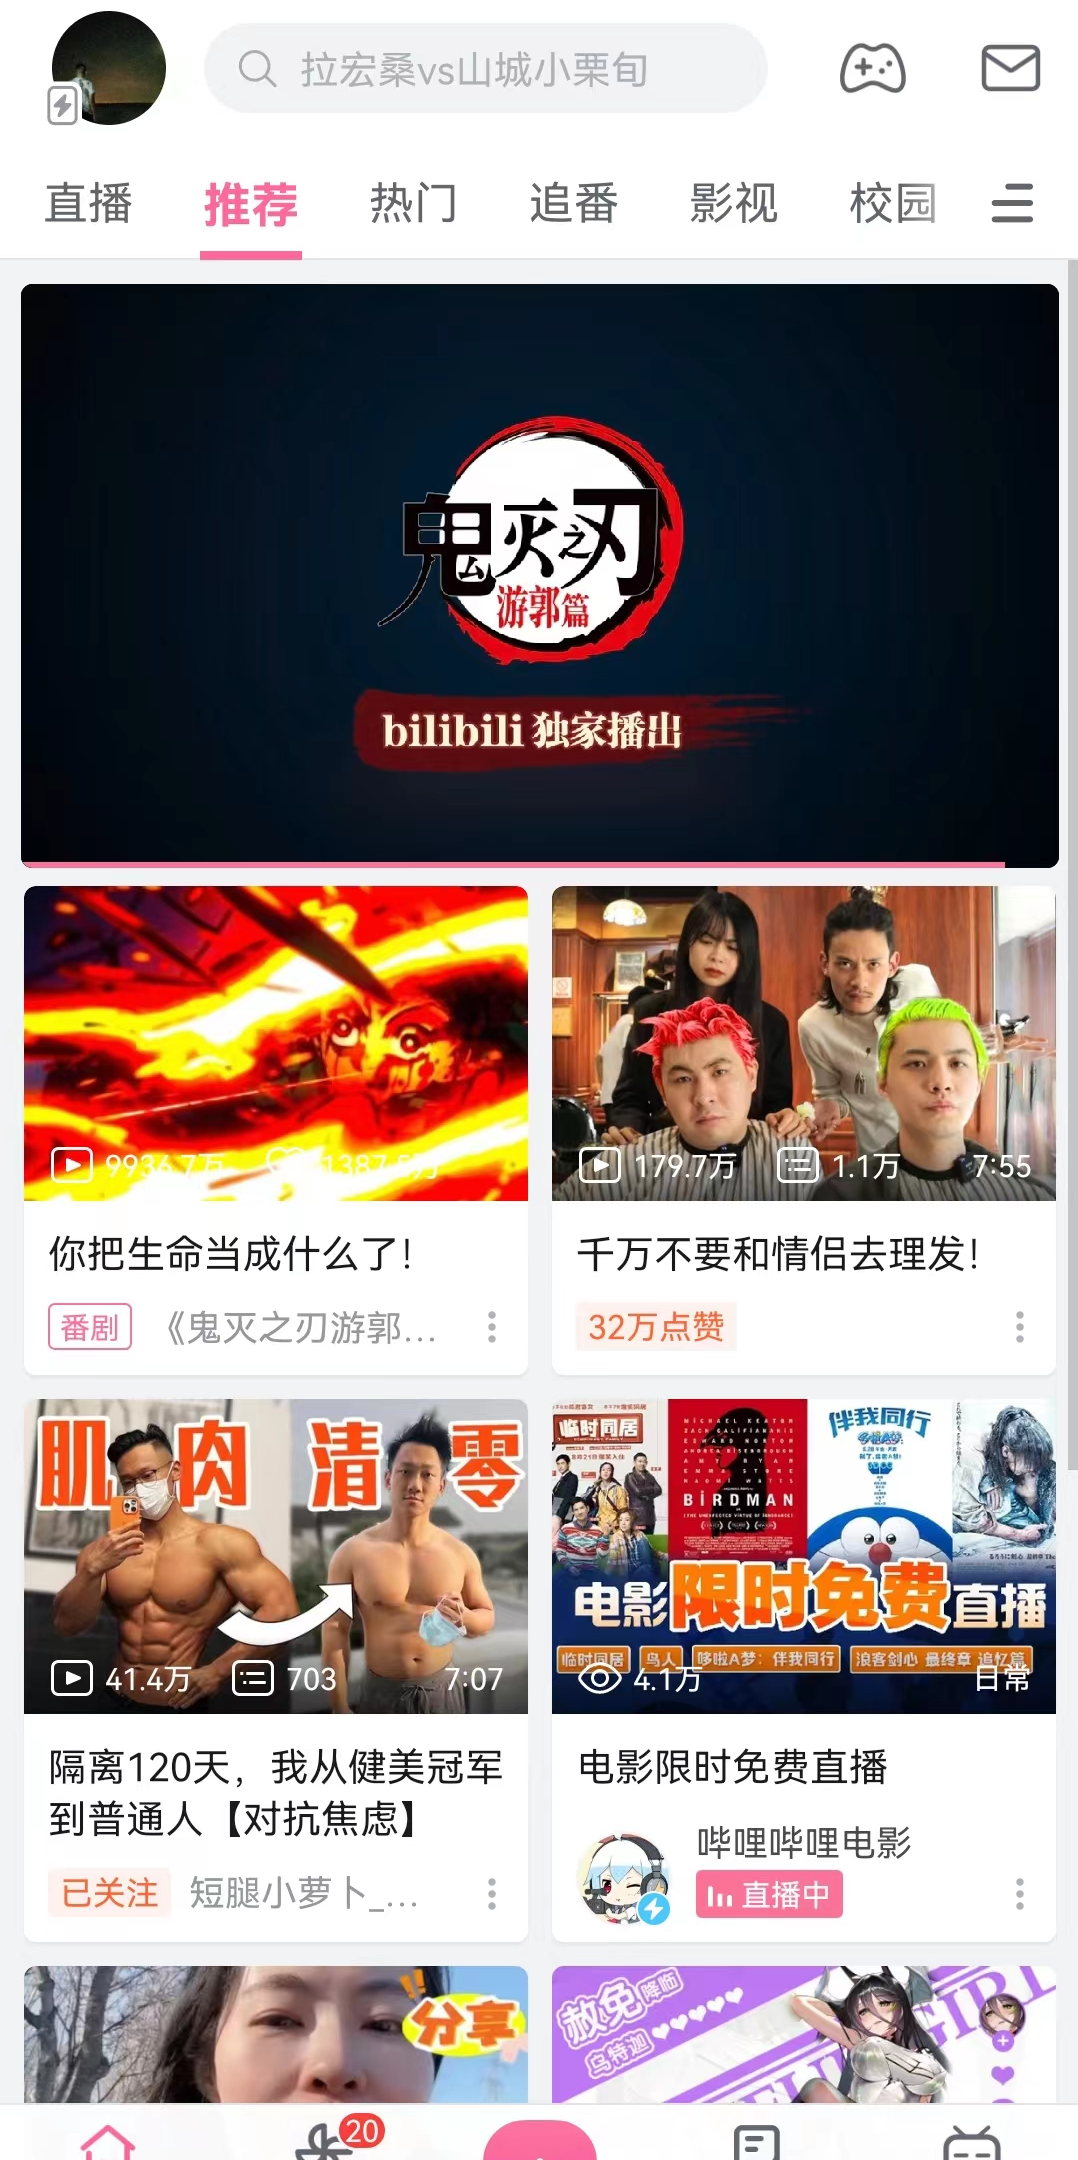 拉宏桑vs山城小栗旬
直播 推荐 热门 追番 影视 校园
鬼灭之刃
游郭篇
bilibili 独家播出
9936.7万 1387.5万
179.7万 1.1万 7:55
你把生命当成什么了！
千万不要和情侣去理发！
番剧 《鬼灭之刃游郭...
32万点赞
肌肉 清零
41.4万 703 7:07
临时同居
MICHAEL KEATON
BIRDMAN
伴我同行
电影限时免费直播
临时同居 鸟人 哆啦A梦：伴我同行 浪客剑心 最终章 追忆篇
4.1万 日常
隔离120天，我从健美冠军
到普通人【对抗焦虑】
已关注 短腿小萝卜_...
电影限时免费直播
哔哩哔哩电影
直播中
分享
赦免降临
乌特迦
GIRL
20